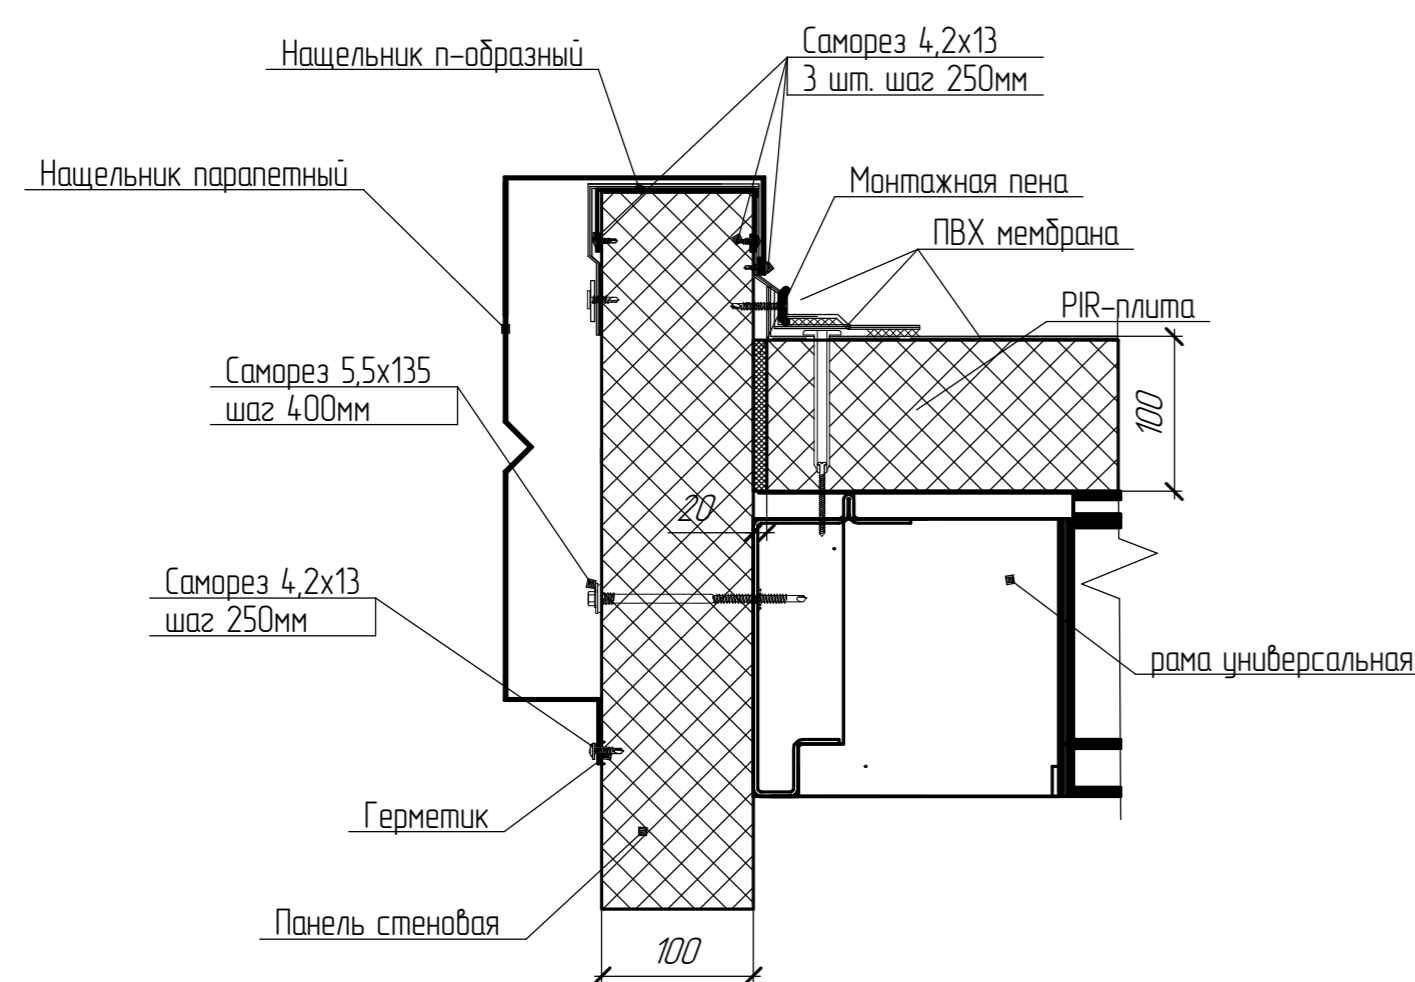 Нащельник п-образный
Саморез 4,2х13
3 шт. шаг 250мм
Нащельник парапетный
Монтажная пена
ПВХ мембрана
PIR-плита
Саморез 5,5х135
шаг 400мм
100
20
Саморез 4,2х13
шаг 250мм
рама универсальная
Герметик
Панель стеновая
100